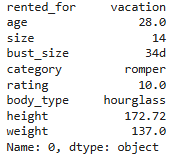 rented_for     vacation
age                28.0
size                 14
bust_size           34d
category         romper
rating             10.0
body_type     hourglass
height           172.72
weight            137.0
Name: 0, dtype: object